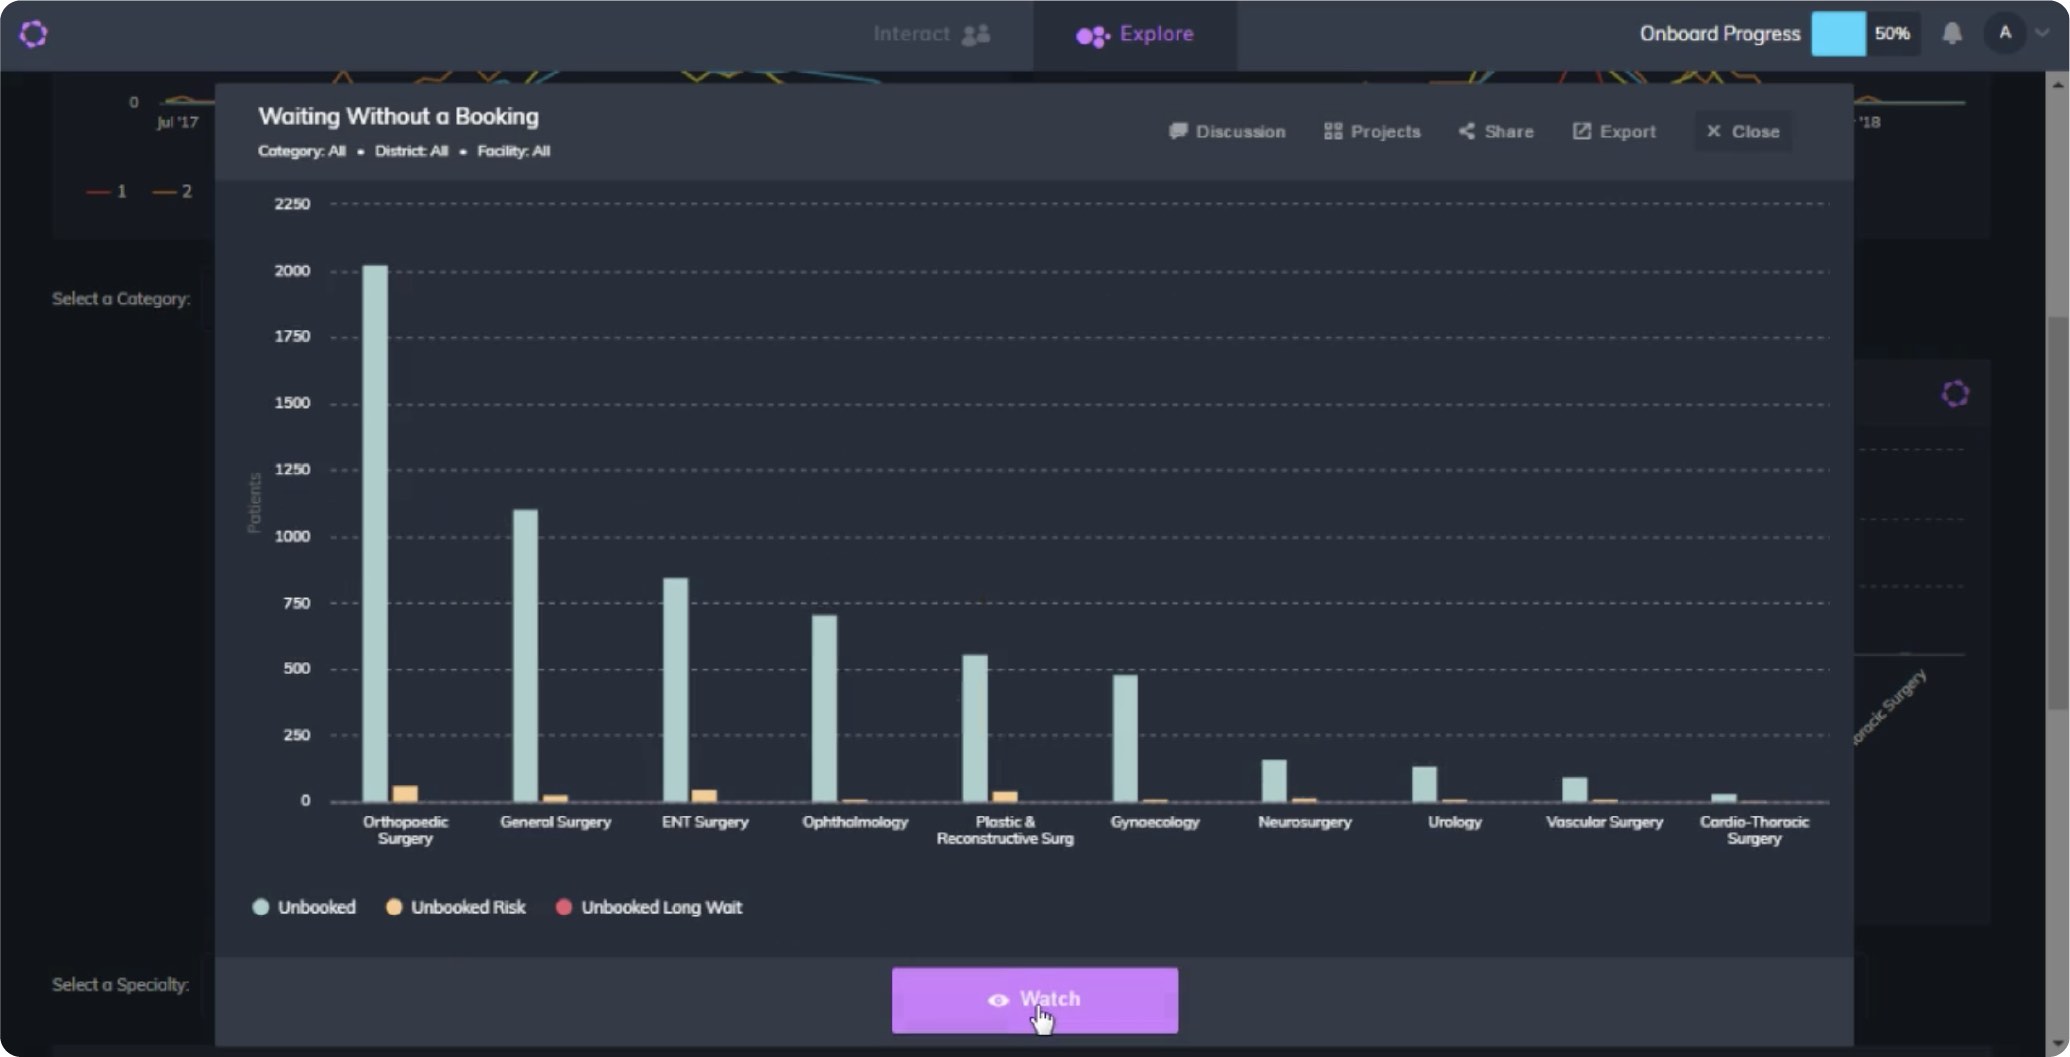 Interact
Explore
Onboard Progress
50%
A
0
Jul '17
1
2
'18
Waiting Without a Booking
Category: All • District: All • Facility: All
Discussion
Projects
Share
Export
× Close
Select a Category:
Patients
2250
2000
1750
1500
1250
1000
750
500
250
0
Orthopaedic
Surgery
General Surgery
ENT Surgery
Ophthalmology
Plastic &
Reconstructive Surg
Gynaecology
Neurosurgery
Urology
Vascular Surgery
Cardio-Thoracic
Surgery
oracic Surgery
Unbooked
Unbooked Risk
Unbooked Long Wait
Select a Specialty:
Watch